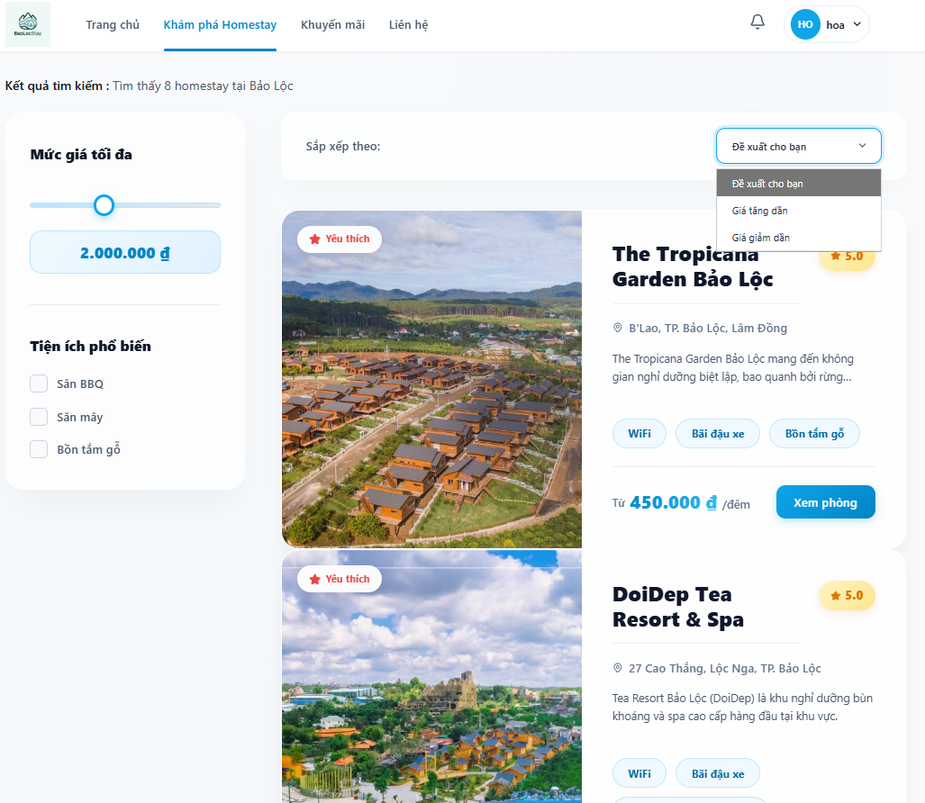 BaoLocStay
Trang chủ
Khám phá Homestay
Khuyến mãi
Liên hệ
HO
hoa
Kết quả tìm kiếm : Tìm thấy 8 homestay tại Bảo Lộc
Mức giá tối đa
2.000.000 ₫
Tiện ích phổ biến
Sân BBQ
Săn mây
Bồn tắm gỗ
Sắp xếp theo:
Đề xuất cho bạn
Đề xuất cho bạn
Giá tăng dần
Giá giảm dần
Yêu thích
The Tropicana
Garden Bảo Lộc
5.0
B'Lao, TP. Bảo Lộc, Lâm Đồng
The Tropicana Garden Bảo Lộc mang đến không
gian nghỉ dưỡng biệt lập, bao quanh bởi rừng...
WiFi
Bãi đậu xe
Bồn tắm gỗ
Từ 450.000 ₫ /đêm
Xem phòng
Yêu thích
DoiDep Tea
Resort & Spa
5.0
27 Cao Thắng, Lộc Nga, TP. Bảo Lộc
Tea Resort Bảo Lộc (DoiDep) là khu nghỉ dưỡng bùn
khoáng và spa cao cấp hàng đầu tại khu vực.
WiFi
Bãi đậu xe